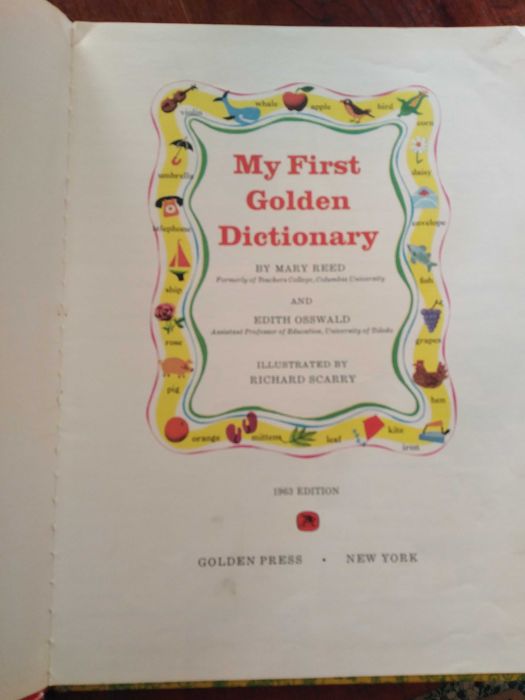 violin
whale
apple
bird
corn
umbrella
daisy
telephone
envelope
ship
fish
rose
grapes
pig
hen
orange
mittens
leaf
kite
iron
My First
Golden
Dictionary
BY MARY REED
Formerly of Teachers College, Columbia University
AND
EDITH OSSWALD
Assistant Professor of Education, University of Toledo
ILLUSTRATED BY
RICHARD SCARRY
1963 EDITION
GOLDEN PRESS • NEW YORK